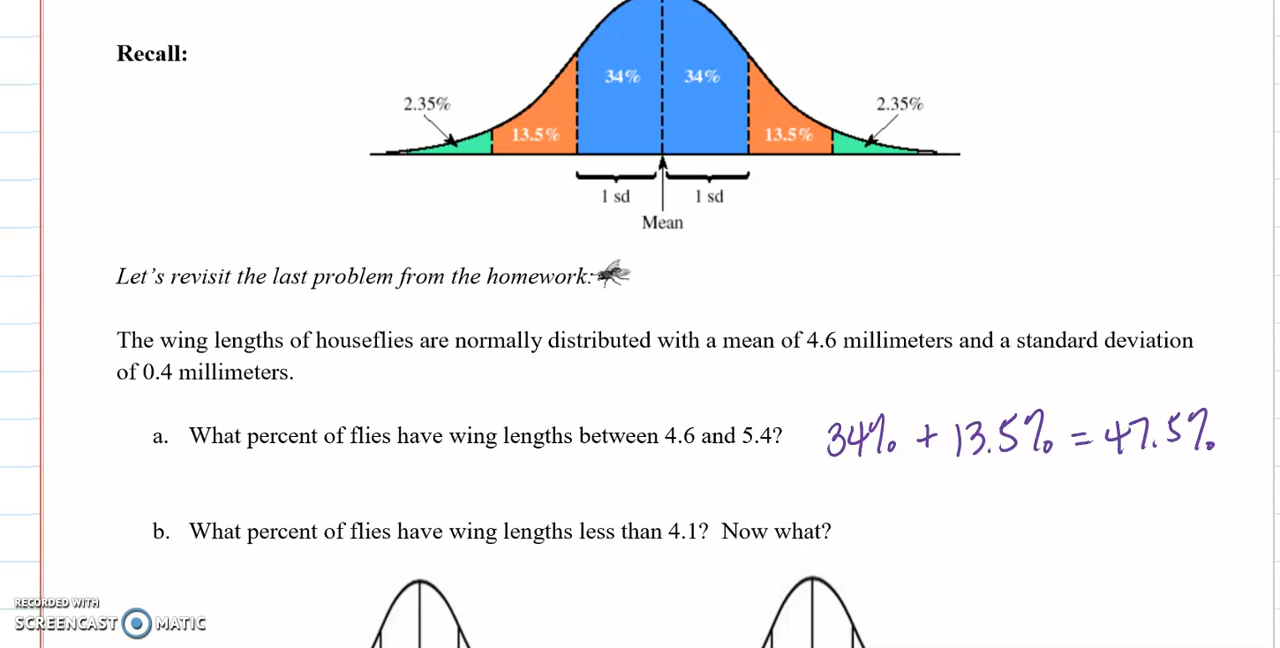 Recall:
34% 34%
2.35% 2.35%
13.5% 13.5%
1 sd 1 sd
Mean
Let's revisit the last problem from the homework:
The wing lengths of houseflies are normally distributed with a mean of 4.6 millimeters and a standard deviation
of 0.4 millimeters.
a. What percent of flies have wing lengths between 4.6 and 5.4? 34% + 13.5% = 47.5%
b. What percent of flies have wing lengths less than 4.1? Now what?
RECORDED WITH
SCREENCAST MATIC